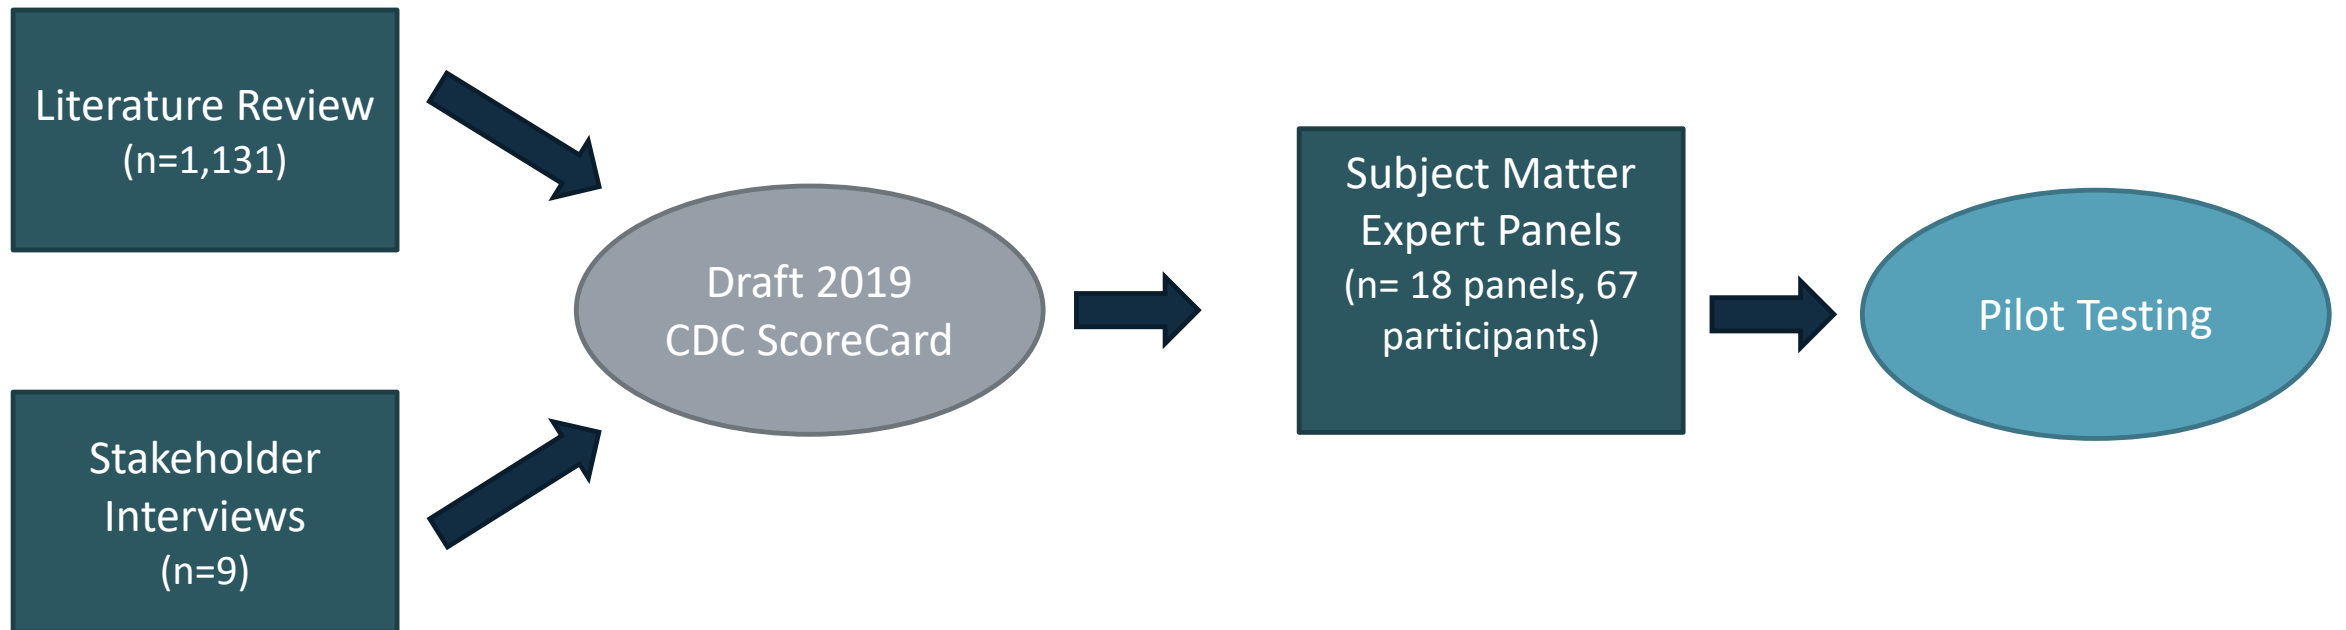 Literature Review
(n=1,131)
Stakeholder
Interviews
(n=9)
Draft 2019
CDC ScoreCard
Subject Matter
Expert Panels
(n= 18 panels, 67
participants)
Pilot Testing